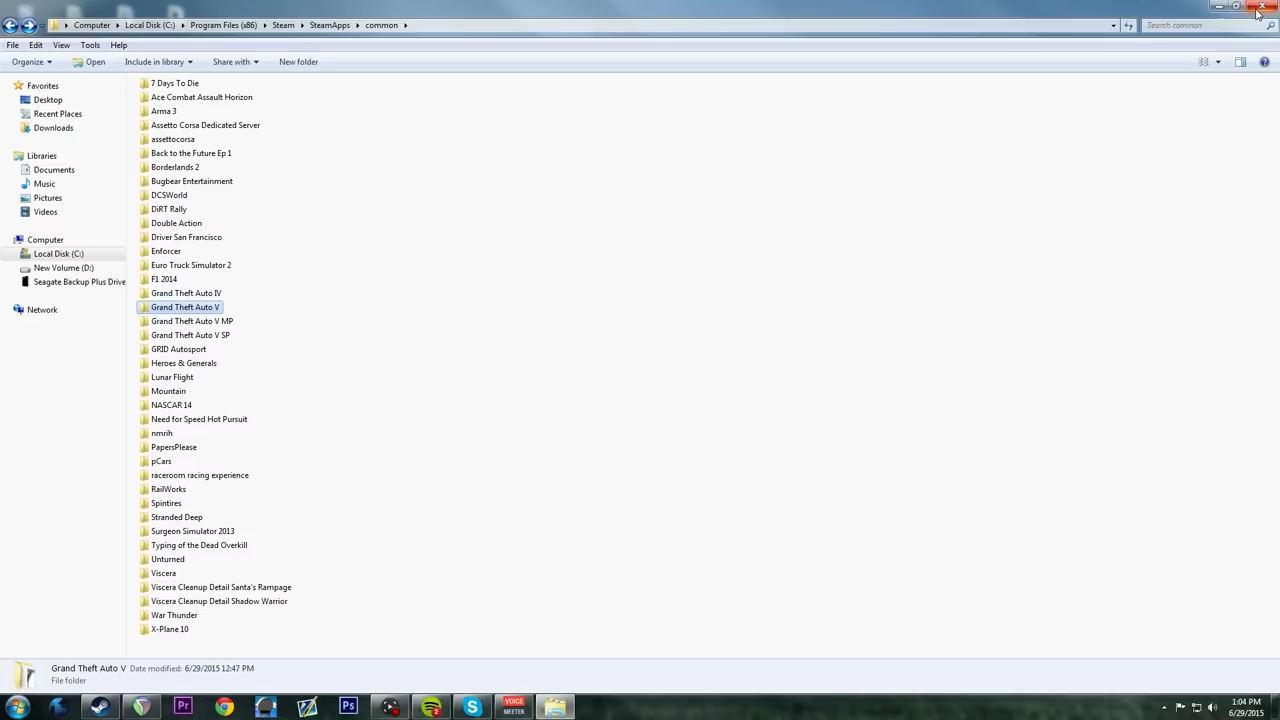 Computer Local Disk (C:) Program Files (x86) Steam SteamApps common Search common
File Edit View Tools Help
Organize Open Include in library Share with New folder
Favorites
Desktop
Recent Places
Downloads
Libraries
Documents
Music
Pictures
Videos
Computer
Local Disk (C:)
New Volume (D:)
Seagate Backup Plus Drive
Network
7 Days To Die
Ace Combat Assault Horizon
Arma 3
Assetto Corsa Dedicated Server
assettocorsa
Back to the Future Ep 1
Borderlands 2
Bugbear Entertainment
DCSWorld
DiRT Rally
Double Action
Driver San Francisco
Enforcer
Euro Truck Simulator 2
F1 2014
Grand Theft Auto IV
Grand Theft Auto V
Grand Theft Auto V MP
Grand Theft Auto V SP
GRID Autosport
Heroes & Generals
Lunar Flight
Mountain
NASCAR 14
Need for Speed Hot Pursuit
nmrih
PapersPlease
pCars
raceroom racing experience
RailWorks
Spintires
Stranded Deep
Surgeon Simulator 2013
Typing of the Dead Overkill
Unturned
Viscera
Viscera Cleanup Detail Santa's Rampage
Viscera Cleanup Detail Shadow Warrior
War Thunder
X-Plane 10
Grand Theft Auto V Date modified: 6/29/2015 12:47 PM
File folder
Pr
Ps
2
S
VOICE
MEETER
1:04 PM
6/29/2015